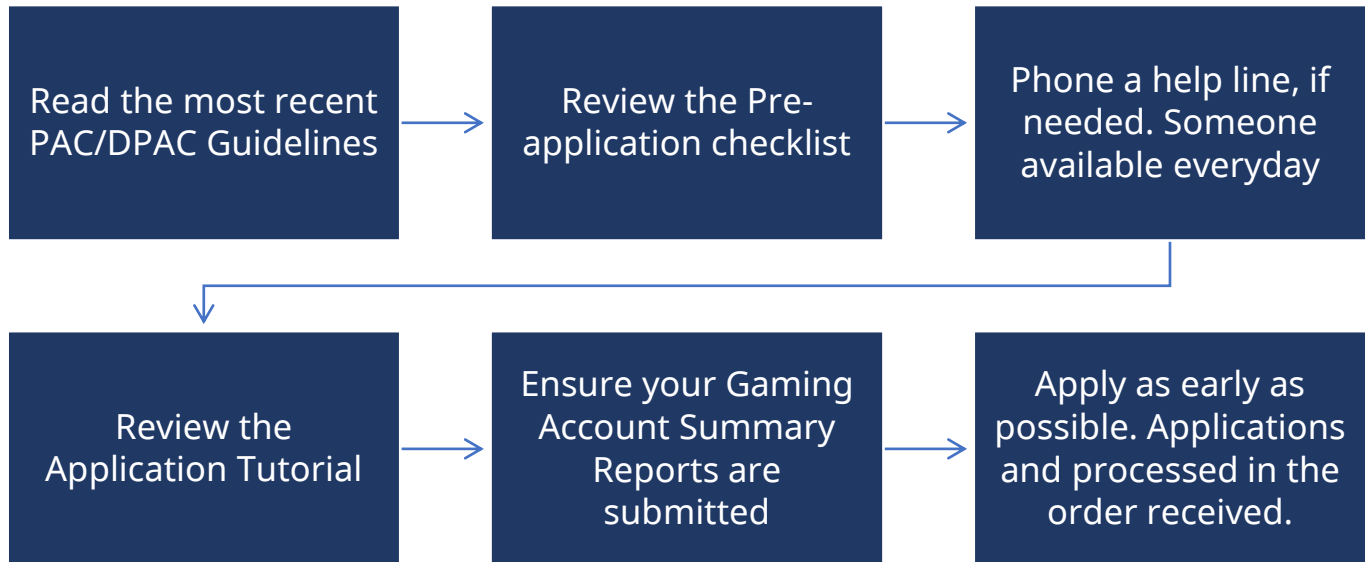 Read the most recent
PAC/DPAC Guidelines
Review the Pre-
application checklist
Phone a help line, if
needed. Someone
available everyday
Review the
Application Tutorial
Ensure your Gaming
Account Summary
Reports are
submitted
Apply as early as
possible. Applications
and processed in the
order received.